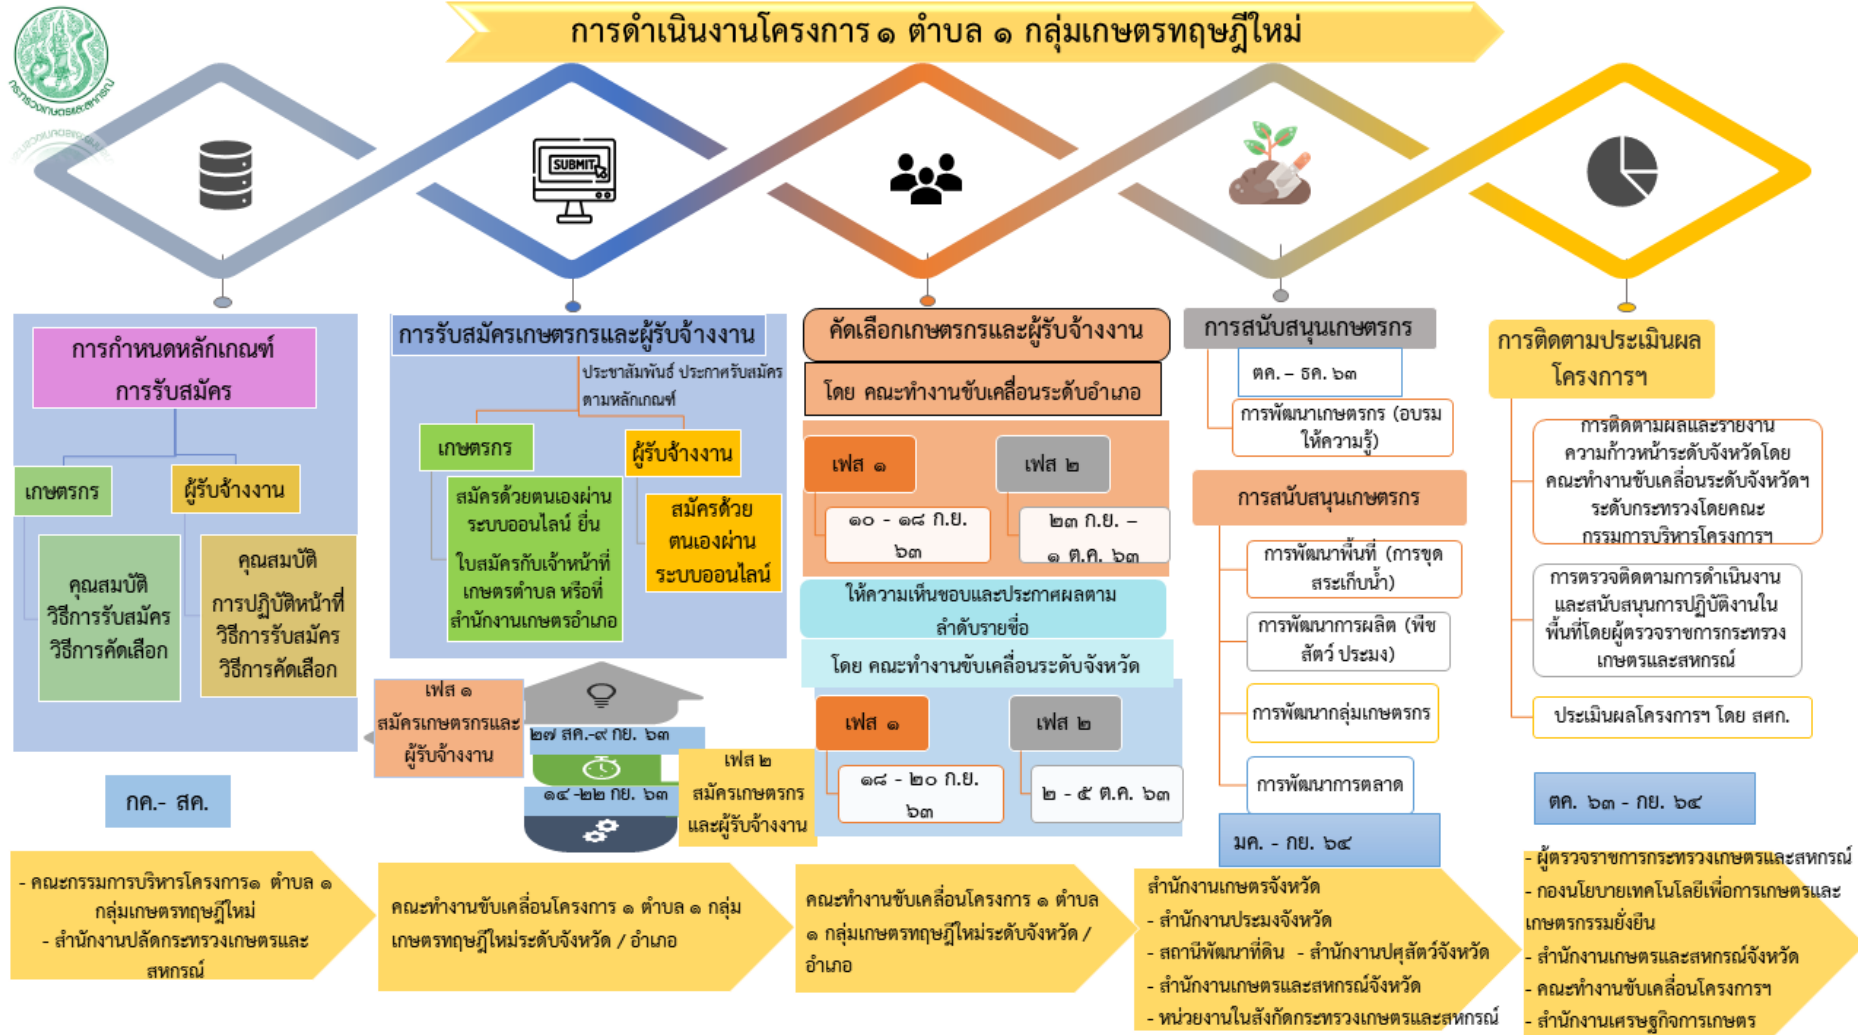 การดำเนินงานโครงการ ๑ ตำบล ๑ กลุ่มเกษตรทฤษฎีใหม่
กระทรวงเกษตรและสหกรณ์
SUBMIT
การกำหนดหลักเกณฑ์
การรับสมัคร
เกษตรกร
ผู้รับจ้างงาน
คุณสมบัติ
วิธีการรับสมัคร
วิธีการคัดเลือก
คุณสมบัติ
การปฏิบัติหน้าที่
วิธีการรับสมัคร
วิธีการคัดเลือก
กค.- สค.
- คณะกรรมการบริหารโครงการ๑ ตำบล ๑
กลุ่มเกษตรทฤษฎีใหม่
- สำนักงานปลัดกระทรวงเกษตรและ
สหกรณ์
การรับสมัครเกษตรกรและผู้รับจ้างงาน
ประชาสัมพันธ์ ประกาศรับสมัคร
ตามหลักเกณฑ์
เกษตรกร
ผู้รับจ้างงาน
สมัครด้วยตนเองผ่าน
ระบบออนไลน์ ยื่น
ใบสมัครกับเจ้าหน้าที่
เกษตรตำบล หรือที่
สำนักงานเกษตรอำเภอ
สมัครด้วย
ตนเองผ่าน
ระบบออนไลน์
เฟส ๑
สมัครเกษตรกรและ
ผู้รับจ้างงาน
๒๗ สค.-๙ กย. ๖๓
๑๔ -๒๒ กย. ๖๓
เฟส ๒
สมัครเกษตรกร
และผู้รับจ้างงาน
คณะทำงานขับเคลื่อนโครงการ ๑ ตำบล ๑ กลุ่ม
เกษตรทฤษฎีใหม่ระดับจังหวัด / อำเภอ
คัดเลือกเกษตรกรและผู้รับจ้างงาน
โดย คณะทำงานขับเคลื่อนระดับอำเภอ
เฟส ๑
เฟส ๒
๑๐ - ๑๘ ก.ย.
๖๓
๒๓ ก.ย. –
๑ ต.ค. ๖๓
ให้ความเห็นชอบและประกาศผลตาม
ลำดับรายชื่อ
โดย คณะทำงานขับเคลื่อนระดับจังหวัด
เฟส ๑
เฟส ๒
๑๘ - ๒๐ ก.ย.
๖๓
๒ - ๕ ต.ค. ๖๓
คณะทำงานขับเคลื่อนโครงการ ๑ ตำบล
๑ กลุ่มเกษตรทฤษฎีใหม่ระดับจังหวัด /
อำเภอ
การสนับสนุนเกษตรกร
ตค. – ธค. ๖๓
การพัฒนาเกษตรกร (อบรม
ให้ความรู้)
การสนับสนุนเกษตรกร
การพัฒนาพื้นที่ (การขุด
สระเก็บน้ำ)
การพัฒนาการผลิต (พืช
สัตว์ ประมง)
การพัฒนากลุ่มเกษตรกร
การพัฒนาการตลาด
มค. - กย. ๖๔
สำนักงานเกษตรจังหวัด
- สำนักงานประมงจังหวัด
- สถานีพัฒนาที่ดิน - สำนักงานปศุสัตว์จังหวัด
- สำนักงานเกษตรและสหกรณ์จังหวัด
- หน่วยงานในสังกัดกระทรวงเกษตรและสหกรณ์
การติดตามประเมินผล
โครงการฯ
การติดตามผลและรายงาน
ความก้าวหน้าระดับจังหวัดโดย
คณะทำงานขับเคลื่อนระดับจังหวัดฯ
ระดับกระทรวงโดยคณะ
กรรมการบริหารโครงการฯ
การตรวจติดตามการดำเนินงาน
และสนับสนุนการปฏิบัติงานใน
พื้นที่โดยผู้ตรวจราชการกระทรวง
เกษตรและสหกรณ์
ประเมินผลโครงการฯ โดย สศก.
ตค. ๖๓ - กย. ๖๔
- ผู้ตรวจราชการกระทรวงเกษตรและสหกรณ์
- กองนโยบายเทคโนโลยีเพื่อการเกษตรและ
เกษตรกรรมยั่งยืน
- สำนักงานเกษตรและสหกรณ์จังหวัด
- คณะทำงานขับเคลื่อนโครงการฯ
- สำนักงานเศรษฐกิจการเกษตร